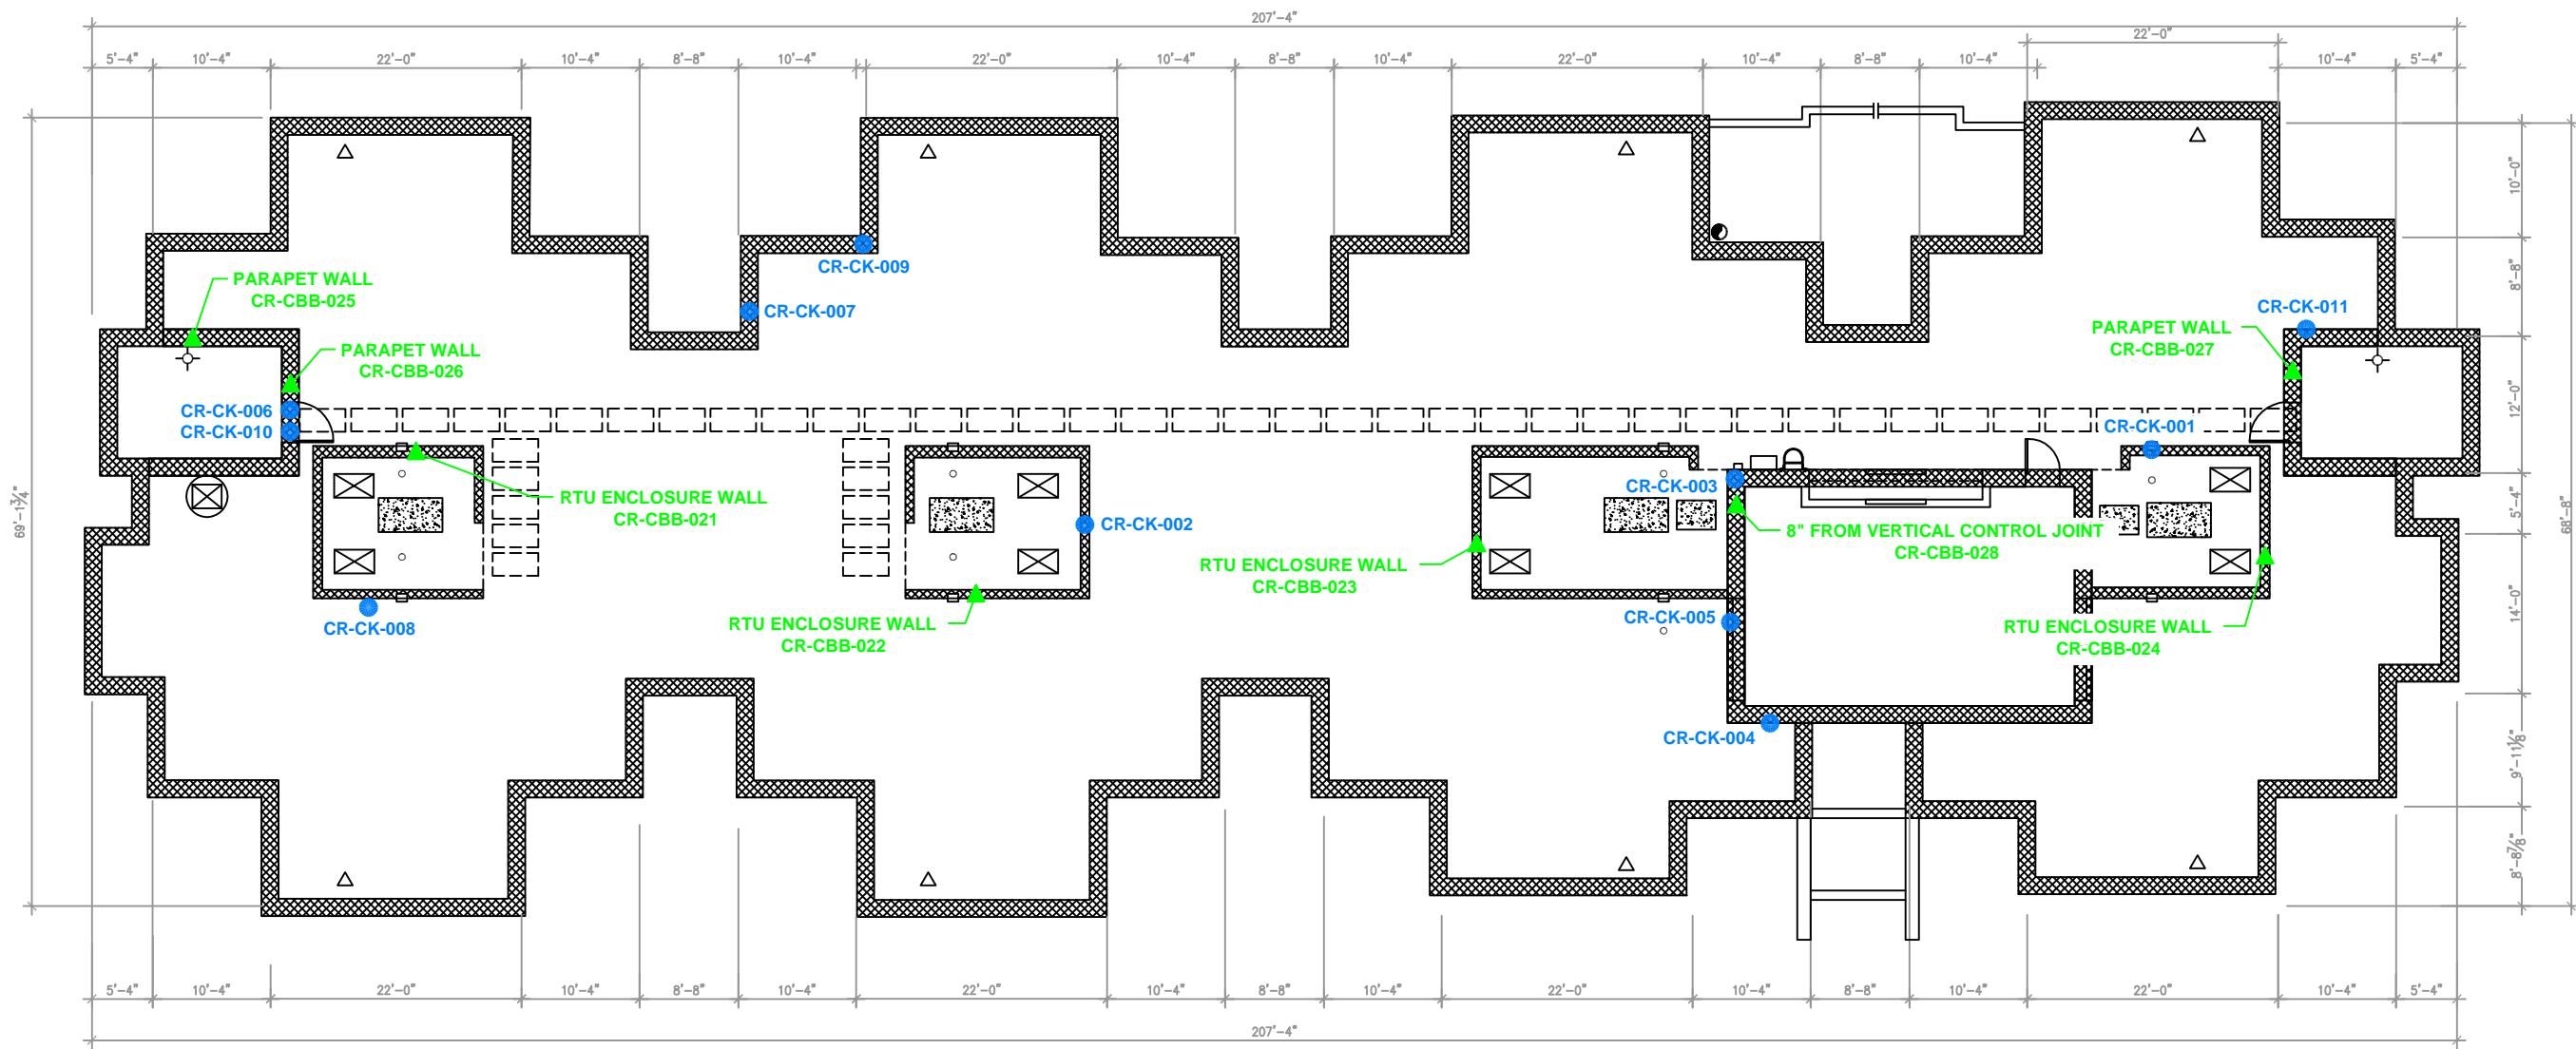 207'-4"
22'-0"
5'-4" 10'-4" 22'-0" 10'-4" 8'-8" 10'-4" 22'-0" 10'-4" 8'-8" 10'-4" 22'-0" 10'-4" 8'-8" 10'-4" 10'-4" 5'-4"
10'-0"
8'-8"
12'-0"
5'-4"
14'-0"
9'-11⅛"
8'-8⅞"
68'-8"
69'-1¾"
CR-CK-009
PARAPET WALL
CR-CBB-025
CR-CK-007
CR-CK-011
PARAPET WALL
CR-CBB-027
PARAPET WALL
CR-CBB-026
CR-CK-006
CR-CK-010
CR-CK-001
CR-CK-003
RTU ENCLOSURE WALL
CR-CBB-021
CR-CK-002
8" FROM VERTICAL CONTROL JOINT
CR-CBB-028
RTU ENCLOSURE WALL
CR-CBB-023
CR-CK-008
RTU ENCLOSURE WALL
CR-CBB-022
CR-CK-005
RTU ENCLOSURE WALL
CR-CBB-024
CR-CK-004
5'-4" 10'-4" 22'-0" 10'-4" 8'-8" 10'-4" 22'-0" 10'-4" 8'-8" 10'-4" 22'-0" 10'-4" 8'-8" 10'-4" 22'-0" 10'-4" 5'-4"
207'-4"